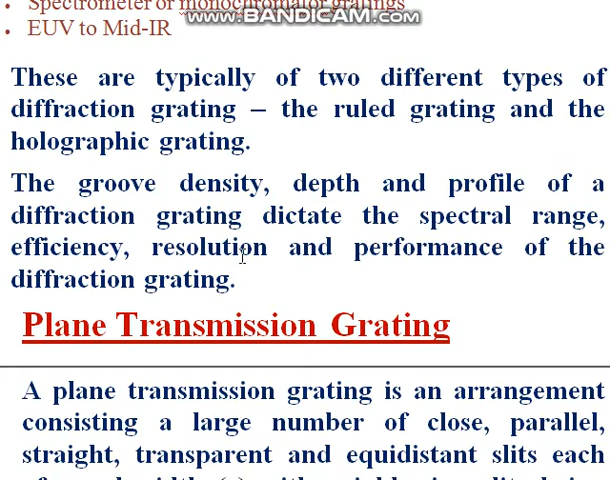 • Spectrometer or monochromator gratings
www.BANDICAM.com
• EUV to Mid-IR
These are typically of two different types of
diffraction grating – the ruled grating and the
holographic grating.
The groove density, depth and profile of a
diffraction grating dictate the spectral range,
efficiency, resolution and performance of the
diffraction grating.
Plane Transmission Grating
A plane transmission grating is an arrangement
consisting a large number of close, parallel,
straight, transparent and equidistant slits each